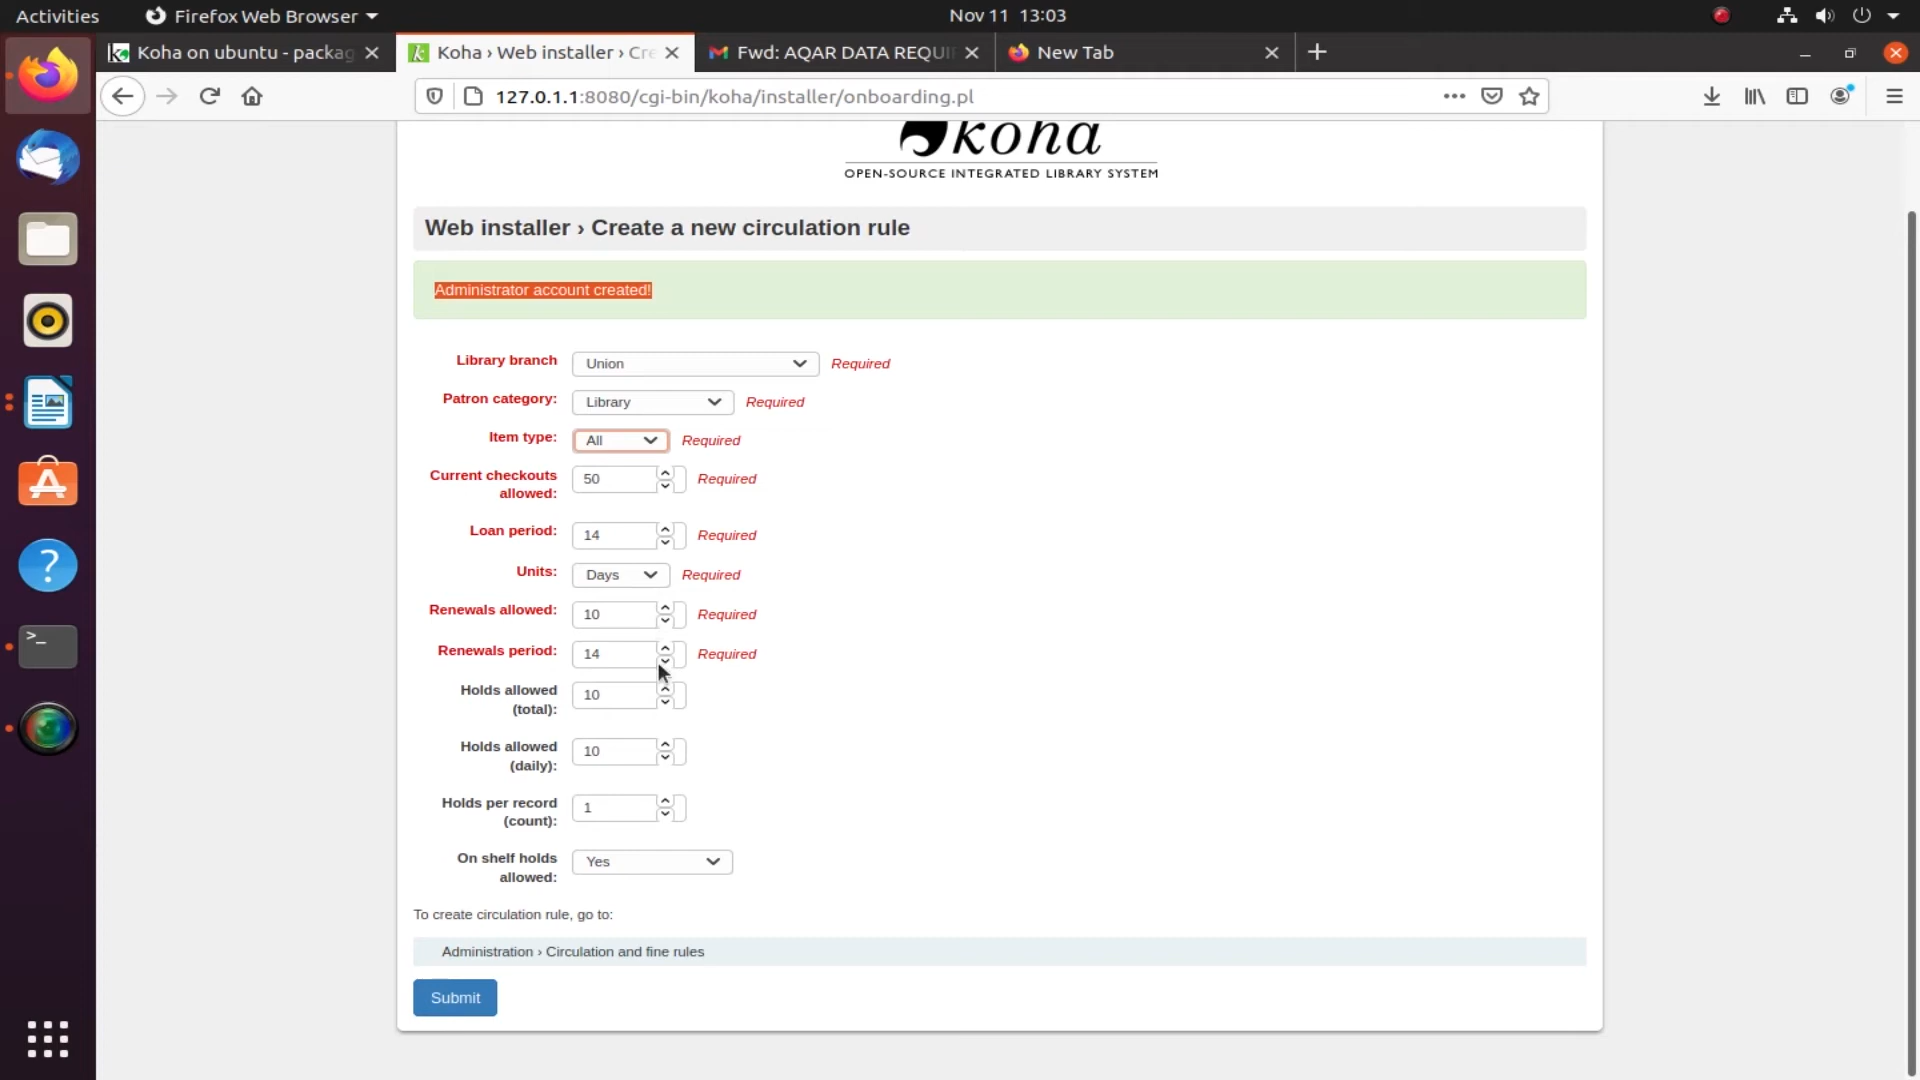 Activities
Firefox Web Browser
Nov 11 13:03
Koha on ubuntu - packag
Koha › Web installer › Cre
Fwd: AQAR DATA REQUI
New Tab
127.0.1.1:8080/cgi-bin/koha/installer/onboarding.pl
koha
OPEN-SOURCE INTEGRATED LIBRARY SYSTEM
Web installer › Create a new circulation rule
Administrator account created!
Library branch Union Required
Patron category: Library Required
Item type: All Required
Current checkouts
allowed: 50 Required
Loan period: 14 Required
Units: Days Required
Renewals allowed: 10 Required
Renewals period: 14 Required
Holds allowed
(total): 10
Holds allowed
(daily): 10
Holds per record
(count): 1
On shelf holds
allowed: Yes
To create circulation rule, go to:
Administration › Circulation and fine rules
Submit